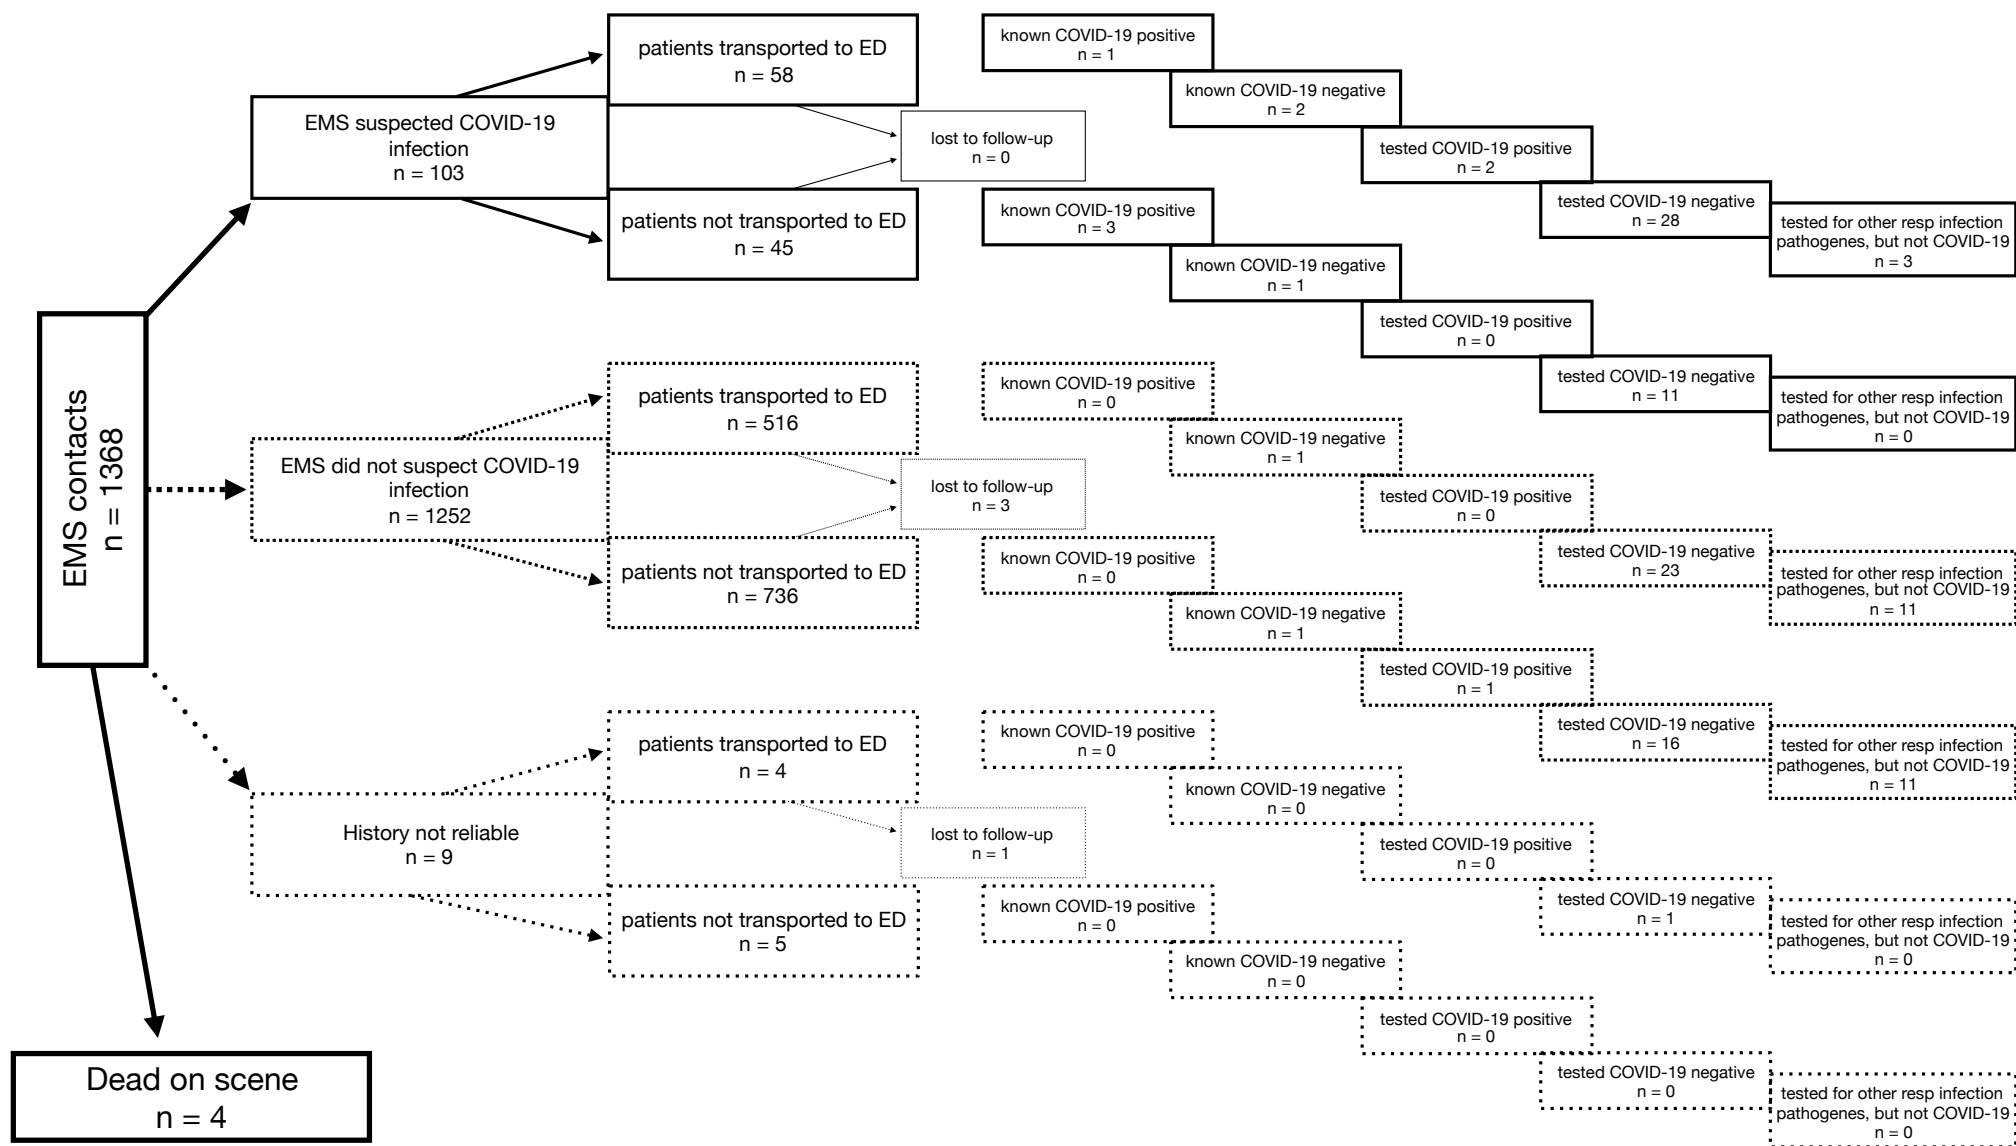 EMS contacts
n = 1368
EMS suspected COVID-19
infection
n = 103
patients transported to ED
n = 58
lost to follow-up
n = 0
patients not transported to ED
n = 45
known COVID-19 positive
n = 1
known COVID-19 negative
n = 2
tested COVID-19 positive
n = 2
tested COVID-19 negative
n = 28
tested for other resp infection
pathogenes, but not COVID-19
n = 3
known COVID-19 positive
n = 3
known COVID-19 negative
n = 1
tested COVID-19 positive
n = 0
tested COVID-19 negative
n = 11
tested for other resp infection
pathogenes, but not COVID-19
n = 0
EMS did not suspect COVID-19
infection
n = 1252
patients transported to ED
n = 516
lost to follow-up
n = 3
patients not transported to ED
n = 736
known COVID-19 positive
n = 0
known COVID-19 negative
n = 1
tested COVID-19 positive
n = 0
tested COVID-19 negative
n = 23
tested for other resp infection
pathogenes, but not COVID-19
n = 11
known COVID-19 positive
n = 0
known COVID-19 negative
n = 1
tested COVID-19 positive
n = 1
tested COVID-19 negative
n = 16
tested for other resp infection
pathogenes, but not COVID-19
n = 11
History not reliable
n = 9
patients transported to ED
n = 4
lost to follow-up
n = 1
patients not transported to ED
n = 5
known COVID-19 positive
n = 0
known COVID-19 negative
n = 0
tested COVID-19 positive
n = 0
tested COVID-19 negative
n = 1
tested for other resp infection
pathogenes, but not COVID-19
n = 0
known COVID-19 positive
n = 0
known COVID-19 negative
n = 0
tested COVID-19 positive
n = 0
tested COVID-19 negative
n = 0
tested for other resp infection
pathogenes, but not COVID-19
n = 0
Dead on scene
n = 4